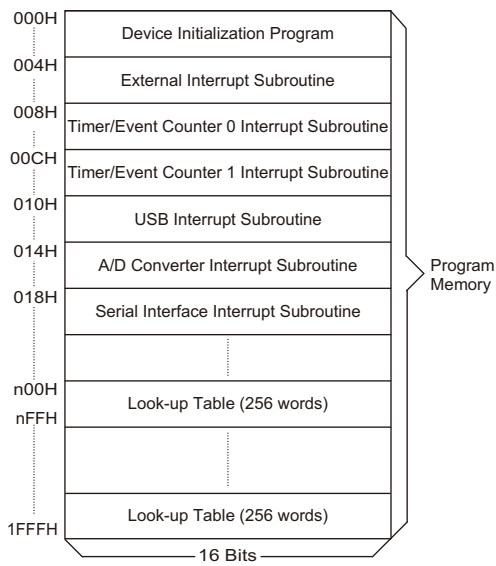 000H
Device Initialization Program
004H
External Interrupt Subroutine
008H
Timer/Event Counter 0 Interrupt Subroutine
00CH
Timer/Event Counter 1 Interrupt Subroutine
010H
USB Interrupt Subroutine
014H
A/D Converter Interrupt Subroutine
Program
Memory
018H
Serial Interface Interrupt Subroutine
n00H
Look-up Table (256 words)
nFFH
Look-up Table (256 words)
1FFFH
16 Bits